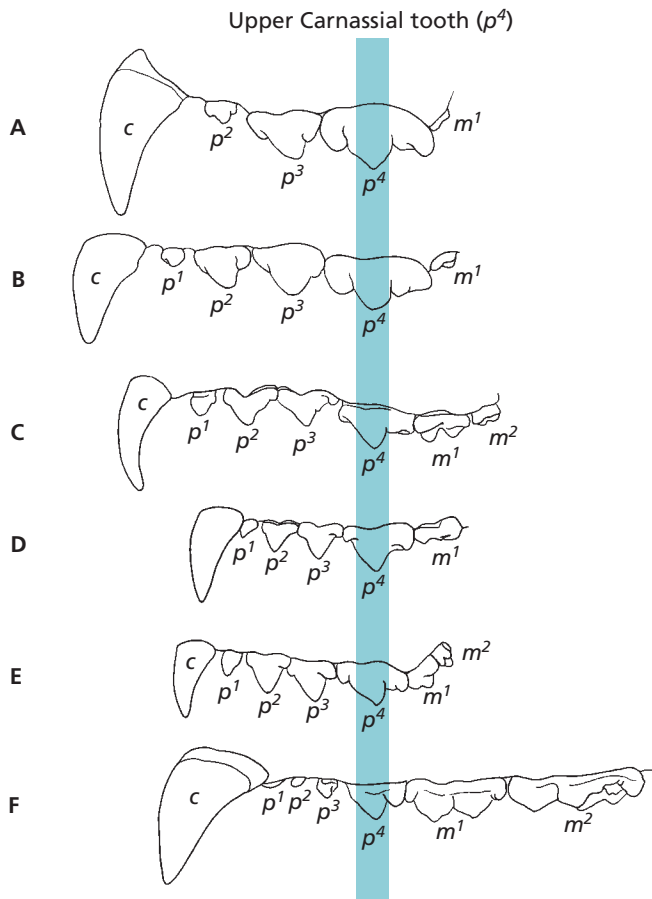 Upper Carnassial tooth (p⁴)
A
c
p²
p³
p⁴
m¹
B
c
p¹
p²
p³
p⁴
m¹
C
c
p¹
p²
p³
p⁴
m¹
m²
D
p¹
p²
p³
p⁴
m¹
E
c
p¹
p²
p³
p⁴
m¹
m²
F
c
p¹
p²
p³
p⁴
m¹
m²